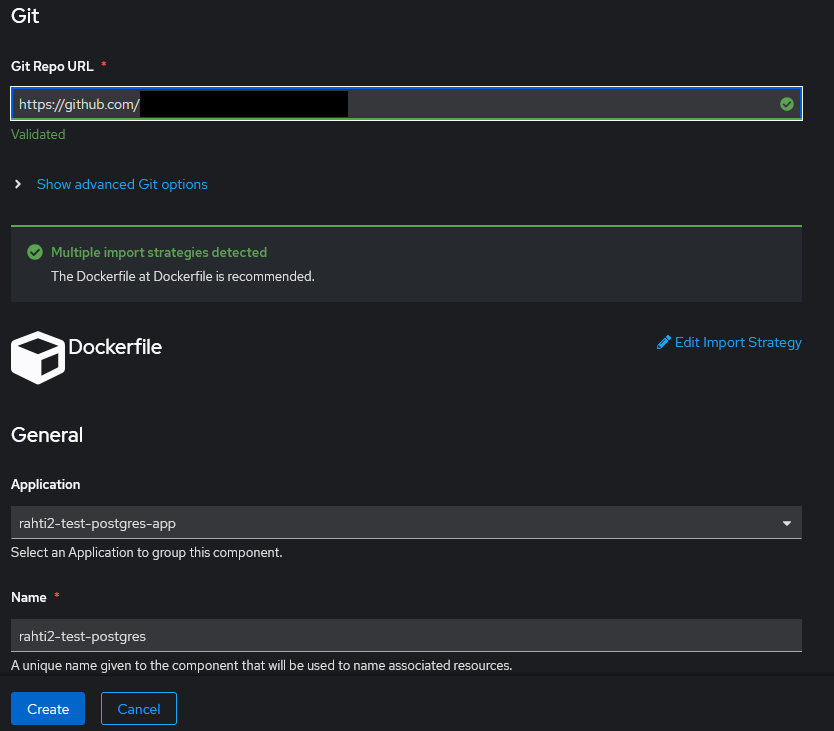 Git
Git Repo URL *
https://github.com/
Validated
Show advanced Git options
Multiple import strategies detected
The Dockerfile at Dockerfile is recommended.
Dockerfile
Edit Import Strategy
General
Application
rahti2-test-postgres-app
Select an Application to group this component.
Name *
rahti2-test-postgres
A unique name given to the component that will be used to name associated resources.
Create
Cancel